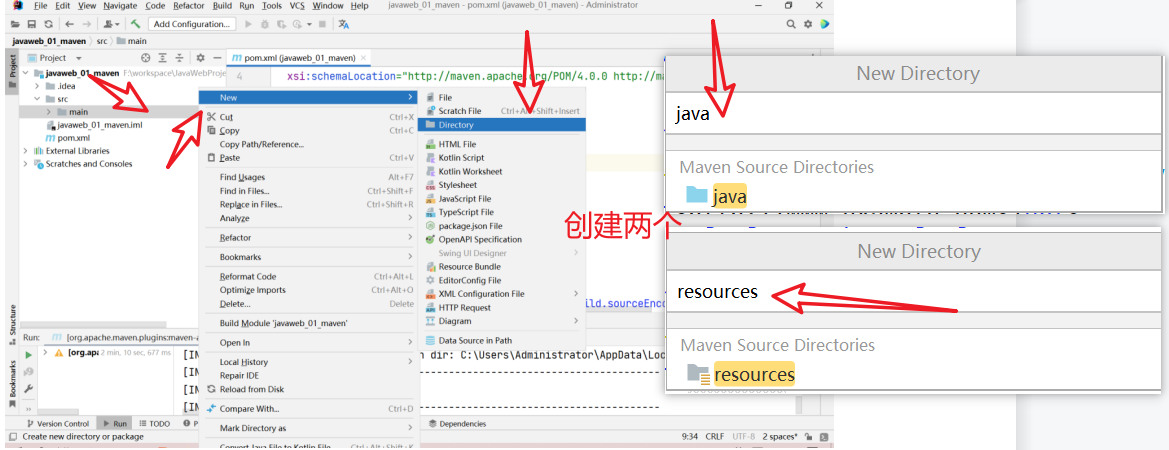 File Edit View Navigate Code Refactor Build Run Tools VCS Window Help javaweb_01_maven - pom.xml (javaweb_01_maven) - Administrator
Add Configuration...
javaweb_01_maven src main
Project
pom.xml (javaweb_01_maven)
javaweb_01_maven F:\workspace\JavaWebProje
.idea
src
main
javaweb_01_maven.iml
pom.xml
External Libraries
Scratches and Consoles
4 xsi:schemaLocation="http://maven.apache.org/POM/4.0.0 http://ma
New
Cut Ctrl+X
Copy Ctrl+C
Copy Path/Reference...
Paste Ctrl+V
Find Usages Alt+F7
Find in Files... Ctrl+Shift+F
Replace in Files... Ctrl+Shift+R
Analyze
Refactor
Bookmarks
Reformat Code Ctrl+Alt+L
Optimize Imports Ctrl+Alt+O
Delete... Delete
Build Module 'javaweb_01_maven'
Open In
Local History
Repair IDE
Reload from Disk
Compare With... Ctrl+D
Mark Directory as
Convert Java File to Kotlin File Ctrl+Alt+Shift+K
File
Scratch File Ctrl+Alt+Shift+Insert
Directory
HTML File
Kotlin Script
Kotlin Worksheet
Stylesheet
JavaScript File
TypeScript File
package.json File
OpenAPI Specification
Swing UI Designer
Resource Bundle
EditorConfig File
XML Configuration File
HTTP Request
Diagram
Data Source in Path
创建两个
New Directory
java
Maven Source Directories
java
New Directory
resources
Maven Source Directories
resources
ild.sourceEnco
Project
Structure
Bookmarks
Run: [org.apache.maven.plugins:maven-a
[org.apa 2 min, 10 sec, 677 ms
[IN
n dir: C:\Users\Administrator\AppData\Loc
[IN
[IN
[IN
Version Control Run TODO P Dependencies
Create new directory or package 9:34 CRLF UTF-8 2 spaces*